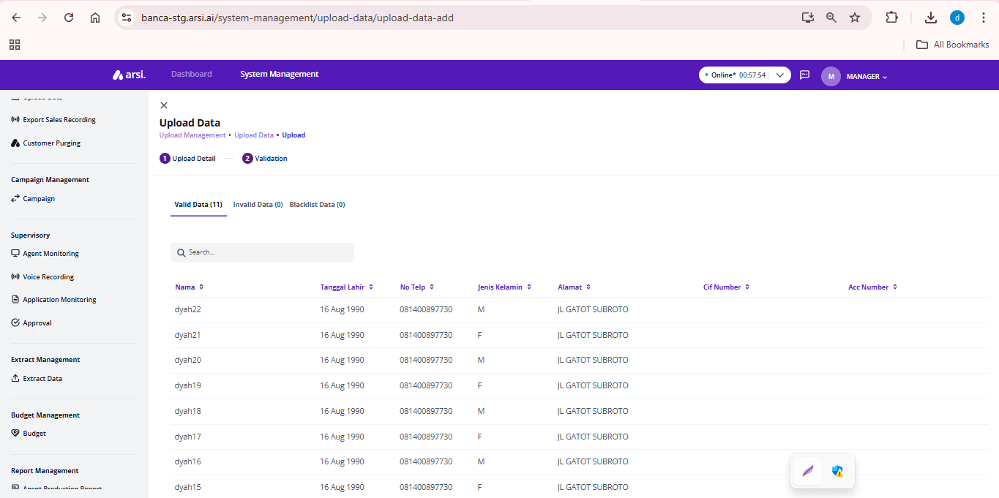 banca-stg.arsi.ai/system-management/upload-data/upload-data-add
d
All Bookmarks
arsi.
Dashboard
System Management
Online* 00:57:54
M
MANAGER
Export Sales Recording
Customer Purging
Campaign Management
Campaign
Supervisory
Agent Monitoring
Voice Recording
Application Monitoring
Approval
Extract Management
Extract Data
Budget Management
Budget
Report Management
Agent Production Report
Upload Data
Upload Management • Upload Data • Upload
1 Upload Detail
2 Validation
Valid Data (11)
Invalid Data (0)
Blacklist Data (0)
Search...
Nama Tanggal Lahir No Telp Jenis Kelamin Alamat Cif Number Acc Number
dyah22 16 Aug 1990 081400897730 M JL GATOT SUBROTO
dyah21 16 Aug 1990 081400897730 F JL GATOT SUBROTO
dyah20 16 Aug 1990 081400897730 M JL GATOT SUBROTO
dyah19 16 Aug 1990 081400897730 F JL GATOT SUBROTO
dyah18 16 Aug 1990 081400897730 M JL GATOT SUBROTO
dyah17 16 Aug 1990 081400897730 F JL GATOT SUBROTO
dyah16 16 Aug 1990 081400897730 M JL GATOT SUBROTO
dyah15 16 Aug 1990 081400897730 F JL GATOT SUBROTO